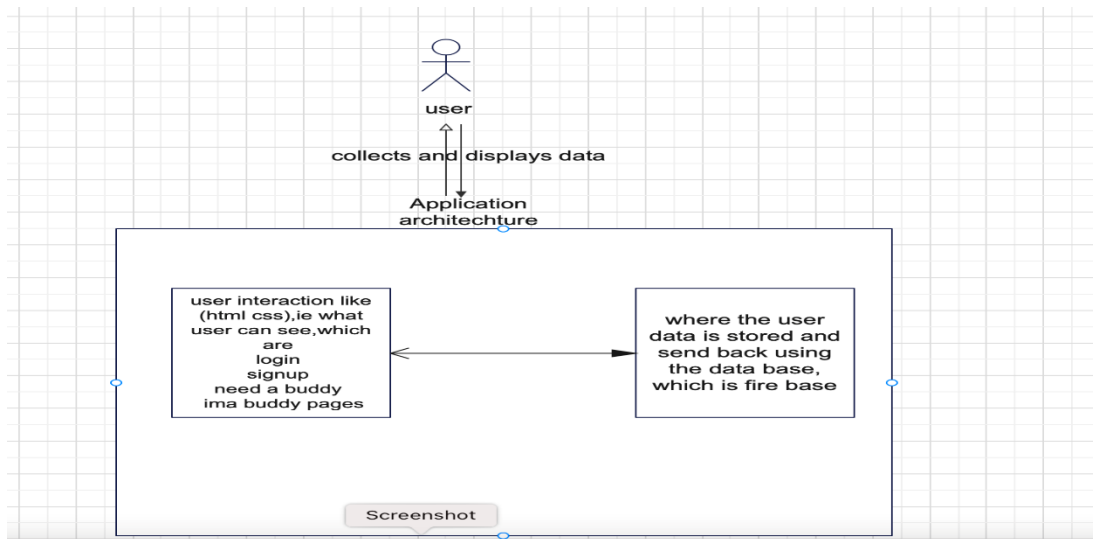 user
collects and displays data
Application
architechture
user interaction like
(html css),ie what
user can see,which
are
login
signup
need a buddy
ima buddy pages
where the user
data is stored and
send back using
the data base,
which is fire base
Screenshot